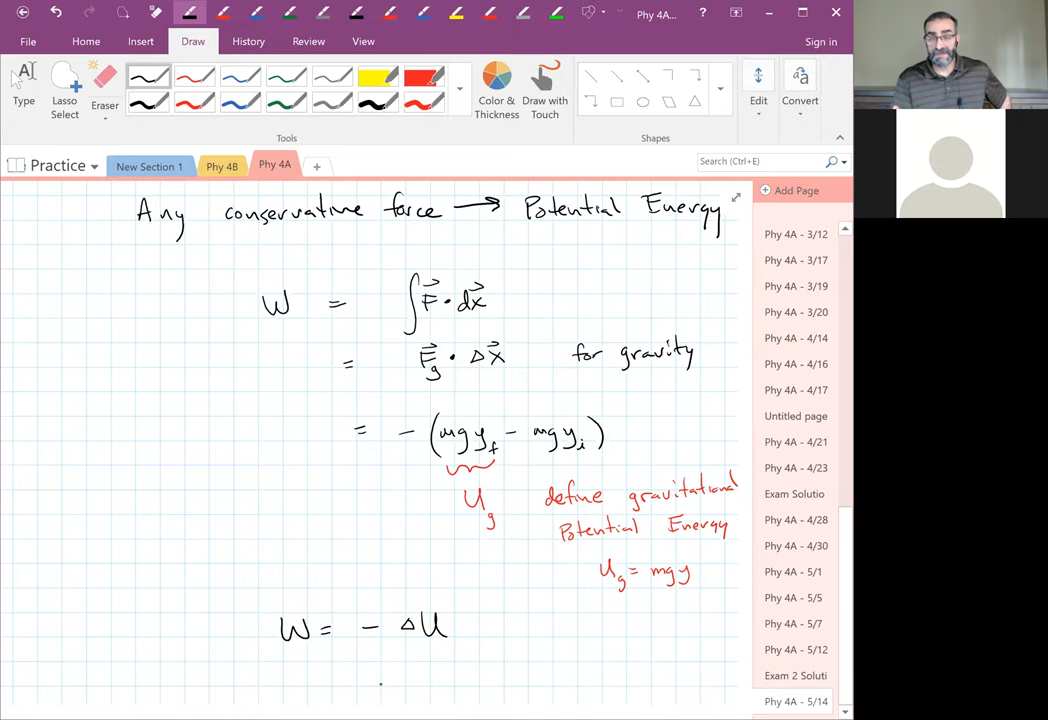 Phy 4A...
?
File Home Insert Draw History Review View Sign in
Type
Lasso Select
Eraser
Color & Thickness
Draw with Touch
Edit
Convert
Tools
Shapes
Practice New Section 1 Phy 4B Phy 4A +
Search (Ctrl+E)
Add Page
Phy 4A - 3/12
Phy 4A - 3/17
Phy 4A - 3/19
Phy 4A - 3/20
Phy 4A - 4/14
Phy 4A - 4/16
Phy 4A - 4/17
Untitled page
Phy 4A - 4/21
Phy 4A - 4/23
Exam Solutio
Phy 4A - 4/28
Phy 4A - 4/30
Phy 4A - 5/1
Phy 4A - 5/5
Phy 4A - 5/7
Phy 4A - 5/12
Exam 2 Soluti
Phy 4A - 5/14
Any conservative force → Potential Energy
W = ∫F⃗ · dx⃗
= F⃗g · Δx⃗ for gravity
= - (mgyf - mgyi)
Ug define gravitational
Potential Energy
Ug = mgy
W = - ΔU